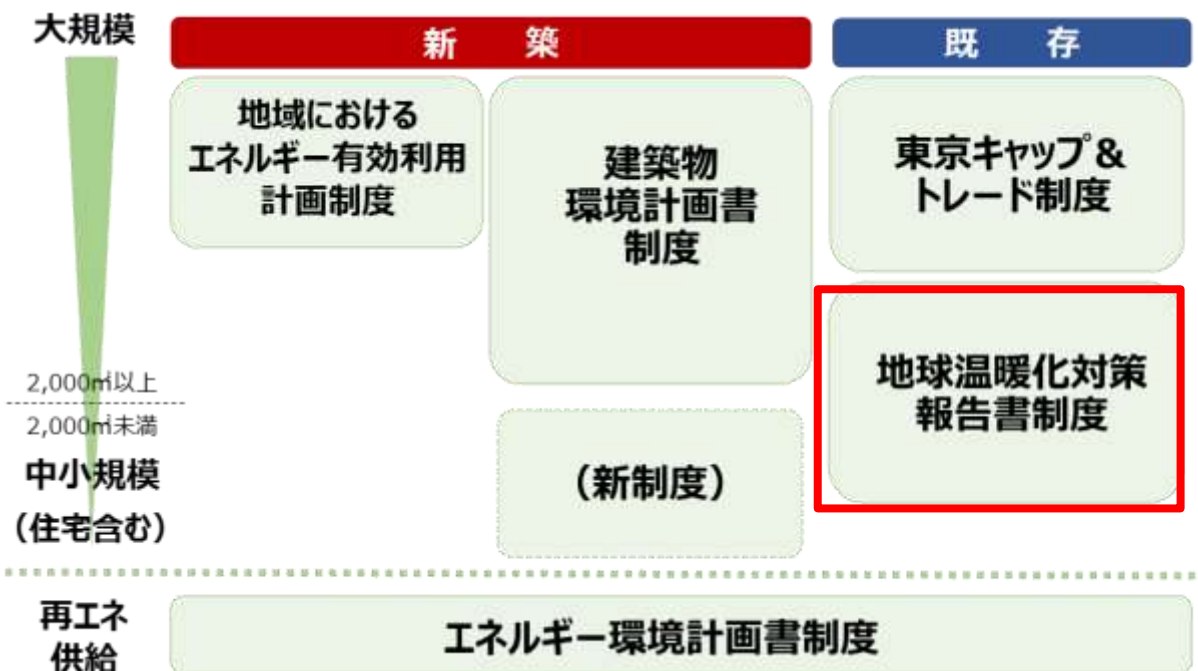 大規模
新　築
既　存
地域における
エネルギー有効利用
計画制度
建築物
環境計画書
制度
東京キャップ＆
トレード制度
地球温暖化対策
報告書制度
2,000㎡以上
2,000㎡未満
中小規模
（住宅含む）
（新制度）
再エネ
供給
エネルギー環境計画書制度